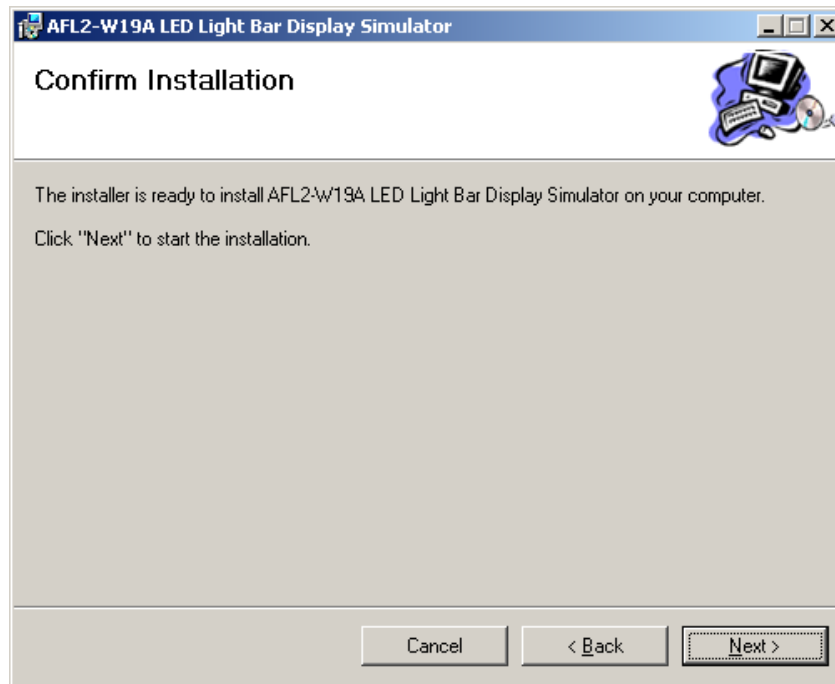 AFL2-W19A LED Light Bar Display Simulator
Confirm Installation
The installer is ready to install AFL2-W19A LED Light Bar Display Simulator on your computer.
Click "Next" to start the installation.
Cancel
< Back
Next >